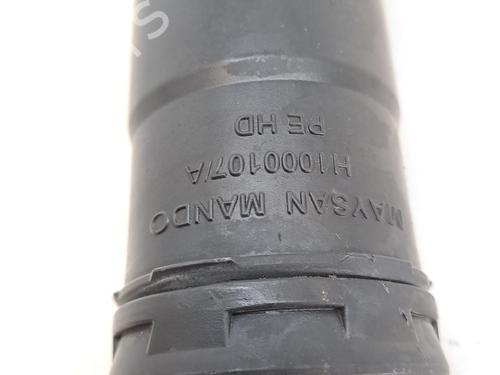 MAYSAN MANDO
H1000107/A
PE HD